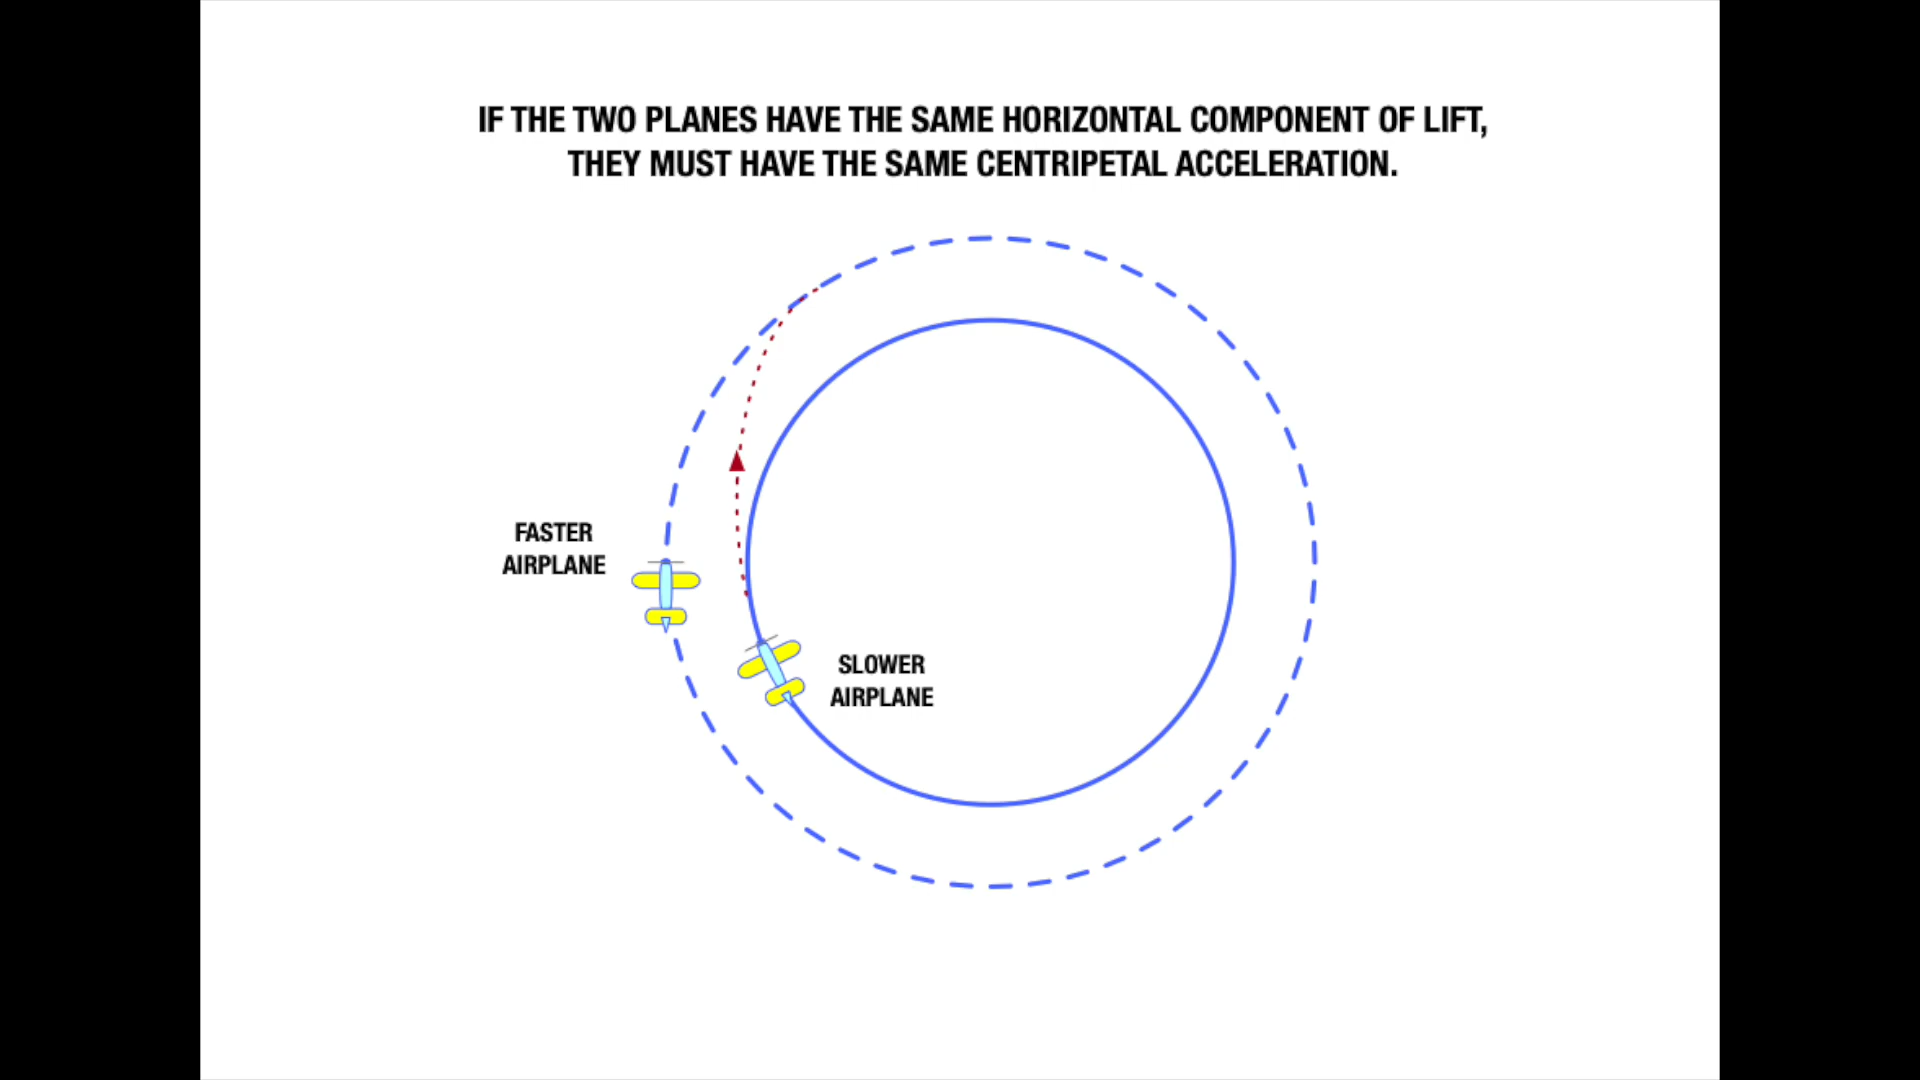 IF THE TWO PLANES HAVE THE SAME HORIZONTAL COMPONENT OF LIFT,
THEY MUST HAVE THE SAME CENTRIPETAL ACCELERATION.
FASTER
AIRPLANE
SLOWER
AIRPLANE